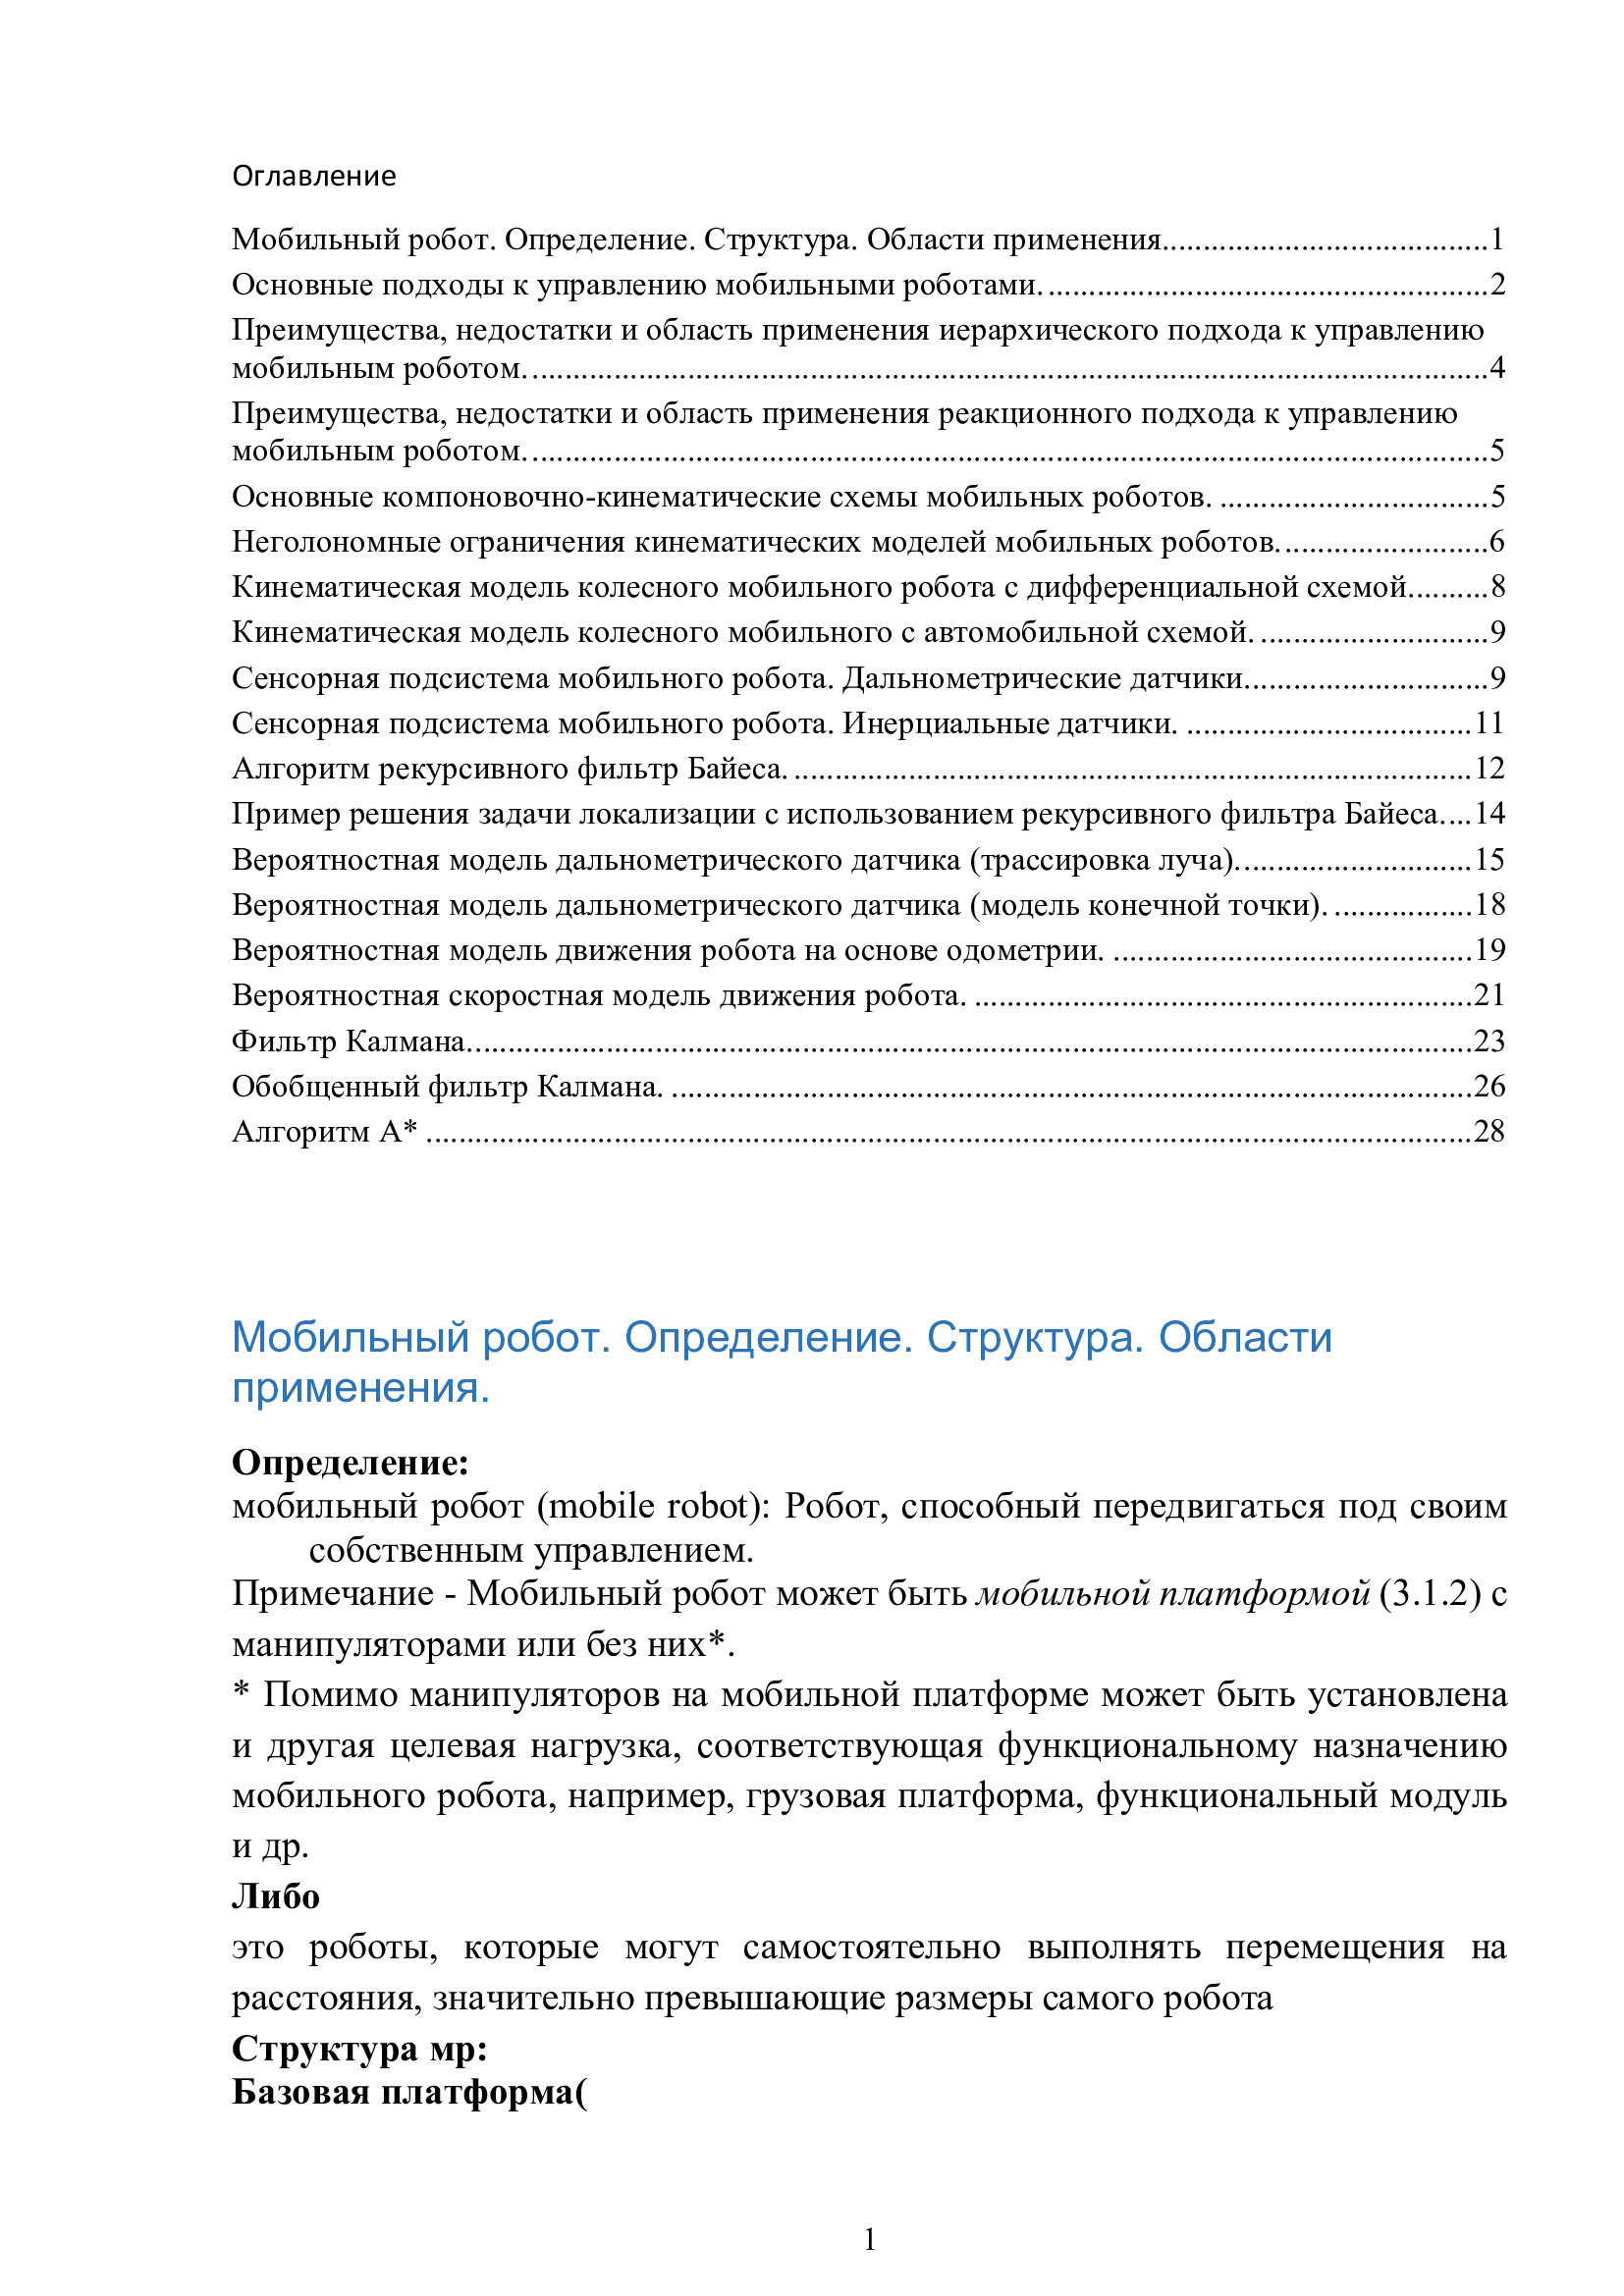 Оглавление
Мобильный робот. Определение. Структура. Области применения.......................................1
Основные подходы к управлению мобильными роботами. ......................................................2
Преимущества, недостатки и область применения иерархического подхода к управлению
мобильным роботом. .....................................................................................................................4
Преимущества, недостатки и область применения реакционного подхода к управлению
мобильным роботом. .....................................................................................................................5
Основные компоновочно-кинематические схемы мобильных роботов. .................................5
Неголономные ограничения кинематических моделей мобильных роботов. .........................6
Кинематическая модель колесного мобильного робота с дифференциальной схемой..........8
Кинематическая модель колесного мобильного с автомобильной схемой. ............................9
Сенсорная подсистема мобильного робота. Дальнометрические датчики..............................9
Сенсорная подсистема мобильного робота. Инерциальные датчики. ...................................11
Алгоритм рекурсивного фильтр Байеса. ...................................................................................12
Пример решения задачи локализации с использованием рекурсивного фильтра Байеса. ...14
Вероятностная модель дальнометрического датчика (трассировка луча).............................15
Вероятностная модель дальнометрического датчика (модель конечной точки). .................18
Вероятностная модель движения робота на основе одометрии. ............................................19
Вероятностная скоростная модель движения робота. .............................................................21
Фильтр Калмана...........................................................................................................................23
Обобщенный фильтр Калмана. ..................................................................................................26
Алгоритм А* ................................................................................................................................28
Мобильный робот. Определение. Структура. Области
применения.
Определение:
мобильный робот (mobile robot): Робот, способный передвигаться под своим
собственным управлением.
Примечание - Мобильный робот может быть мобильной платформой (3.1.2) с
манипуляторами или без них*.
* Помимо манипуляторов на мобильной платформе может быть установлена
и другая целевая нагрузка, соответствующая функциональному назначению
мобильного робота, например, грузовая платформа, функциональный модуль
и др.
Либо
это роботы, которые могут самостоятельно выполнять перемещения на
расстояния, значительно превышающие размеры самого робота
Структура мр:
Базовая платформа(
1